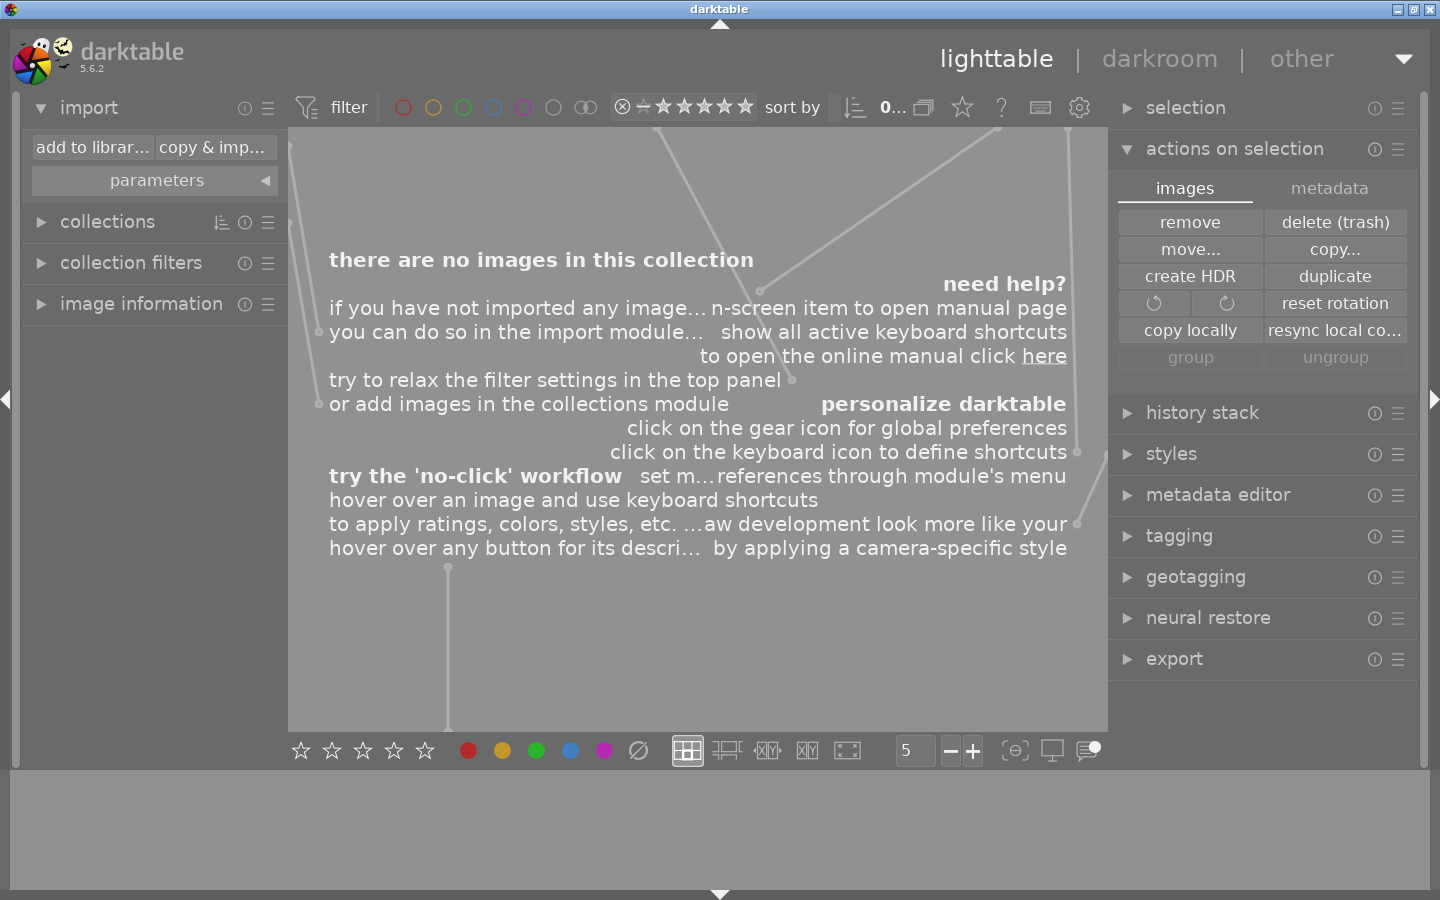 darktable
darktable
5.6.2
lighttable | darkroom | other
import
filter
sort by
0...
selection
add to librar...
copy & imp...
parameters
collections
collection filters
image information
actions on selection
images
metadata
remove
delete (trash)
move...
copy...
create HDR
duplicate
reset rotation
copy locally
resync local co...
group
ungroup
history stack
styles
metadata editor
tagging
geotagging
neural restore
export
there are no images in this collection
need help?
if you have not imported any image... n-screen item to open manual page
you can do so in the import module... show all active keyboard shortcuts
to open the online manual click here
try to relax the filter settings in the top panel
or add images in the collections module
personalize darktable
click on the gear icon for global preferences
click on the keyboard icon to define shortcuts
try the 'no-click' workflow
set m...references through module's menu
hover over an image and use keyboard shortcuts
to apply ratings, colors, styles, etc. ...aw development look more like your
hover over any button for its descri... by applying a camera-specific style
5